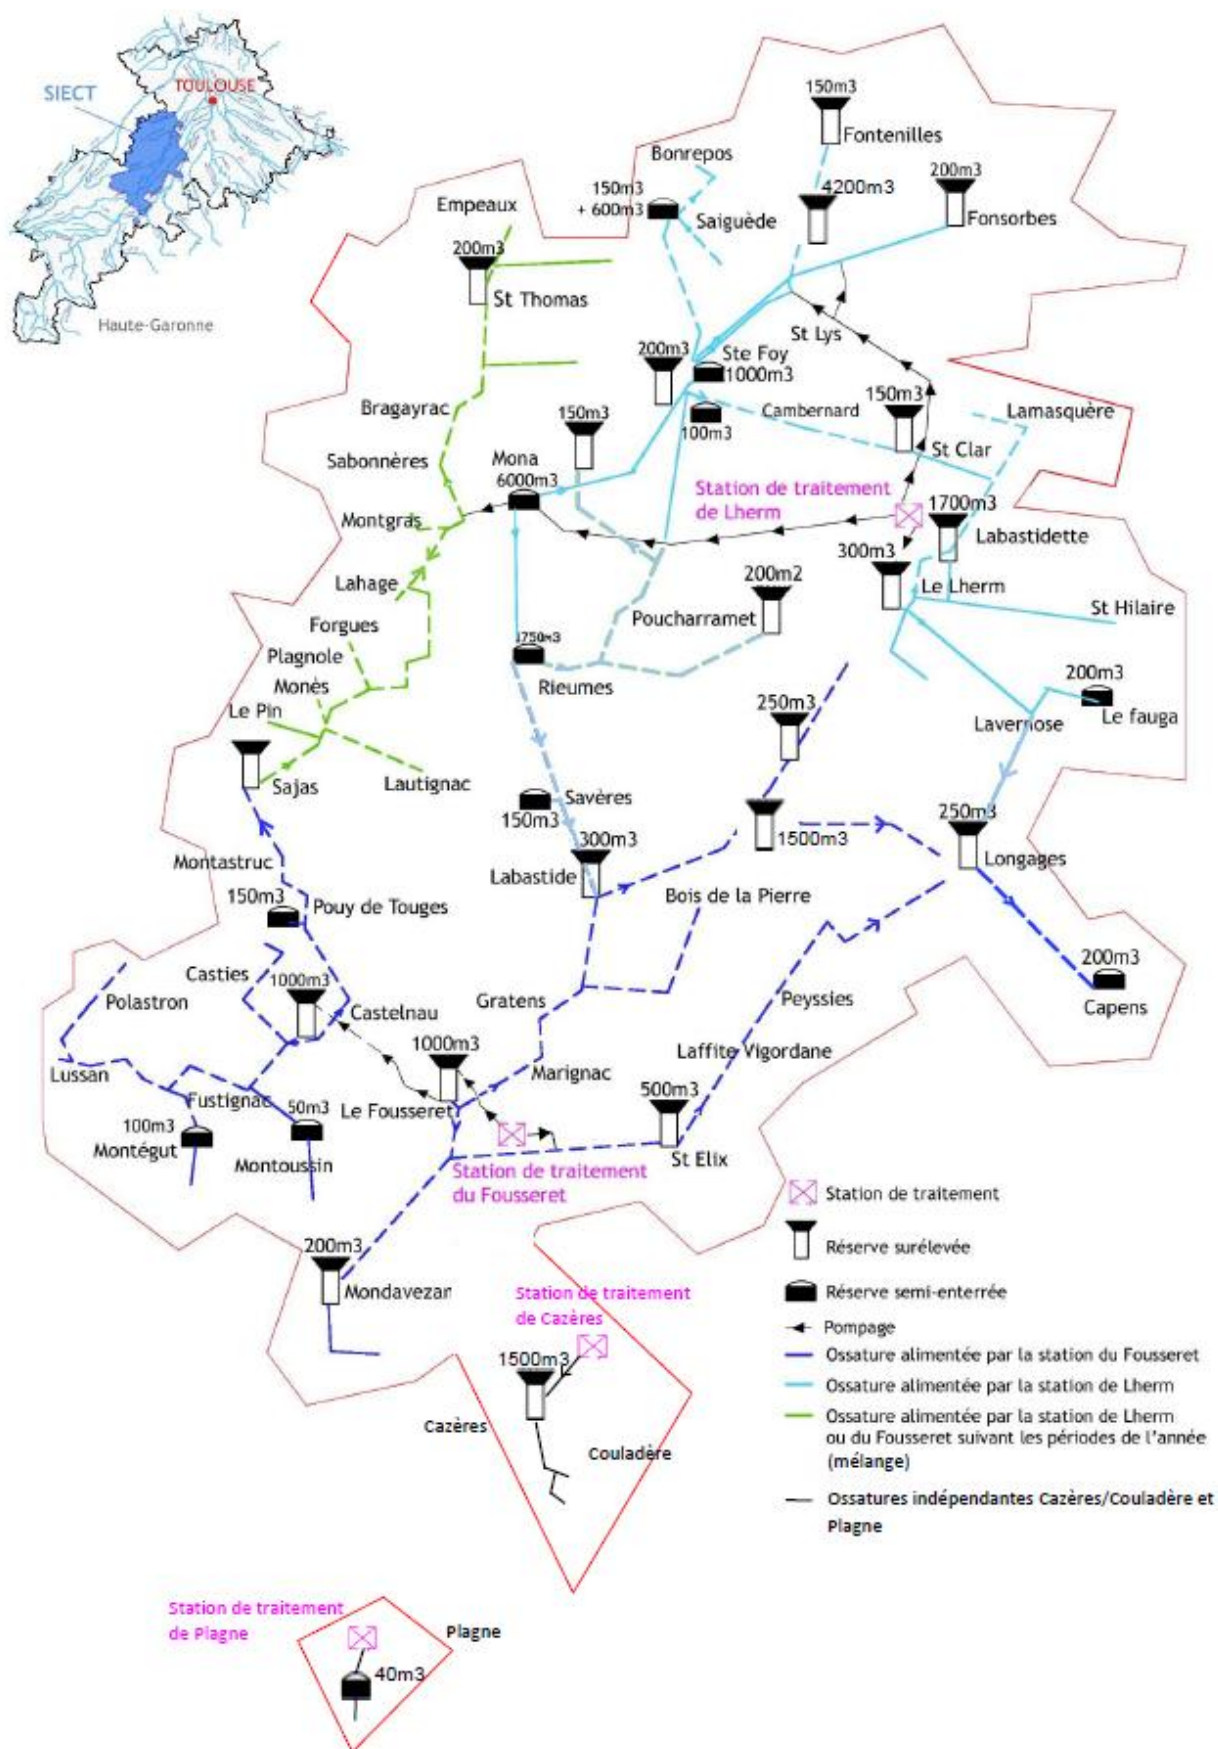 SIECT
TOULOUSE
Haute-Garonne
150m3
Fontenilles
Bonrepos
150m3
+ 600m3
Saiguède
4200m3
200m3
Fonsorbes
Empeaux
200m3
St Thomas
St Lys
200m3
Ste Foy
1000m3
150m3
Cambernard
150m3
Lamasquère
100m3
St Clar
Bragayrac
Sabonnères
Mona
6000m3
Station de traitement
de Lherm
1700m3
Labastidette
Montgras
300m3
Le Lherm
Lahage
200m2
Poucharramet
St Hilaire
Forgues
Plagnole
Monès
750m3
Rieumes
200m3
Le fauga
Le Pin
250m3
Lavernose
Sajas
Lautignac
Savères
150m3
300m3
1500m3
250m3
Longages
Montastruc
Labastide
Bois de la Pierre
150m3
Pouy de Touges
Casties
1000m3
200m3
Capens
Polastron
Castelnau
Gratens
Peyssies
1000m3
Laffite Vigordane
Lussan
Marignac
500m3
Fustignac
50m3
Le Fousseret
100m3
Montégut
Montoussin
St Elix
Station de traitement
du Fousseret
Station de traitement
Réserve surélevée
200m3
Mondavezan
Réserve semi-enterrée
Station de traitement
de Cazères
Pompage
1500m3
Ossature alimentée par la station du Fousseret
Ossature alimentée par la station de Lherm
Cazères
Couladère
Ossature alimentée par la station de Lherm
ou du Fousseret suivant les périodes de l'année
(mélange)
Ossatures indépendantes Cazères/Couladère et
Plagne
Station de traitement
de Plagne
Plagne
40m3